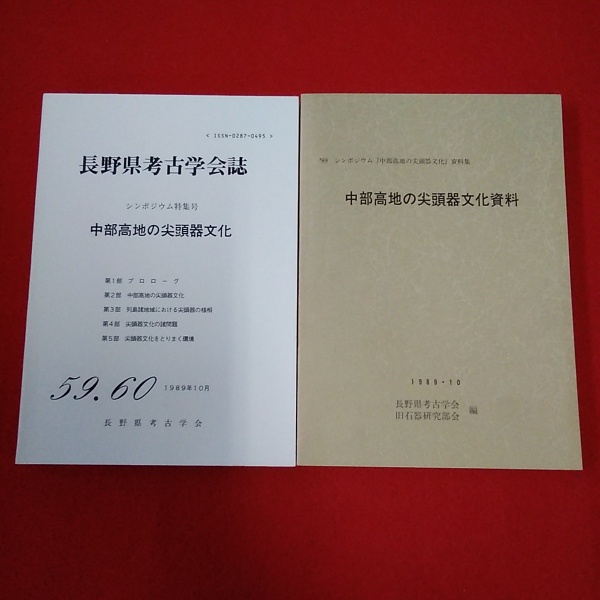 < ISSN-0287-0495 >
長野県考古学会誌
シンポジウム特集号
中部高地の尖頭器文化
第1部 プロローグ
第2部 中部高地の尖頭器文化
第3部 列島諸地域における尖頭器の様相
第4部 尖頭器文化の諸問題
第5部 尖頭器文化をとりまく環境
59.60 1989年10月
長野県考古学会
'89 シンポジウム『中部高地の尖頭器文化』資料集
中部高地の尖頭器文化資料
1989・10
長野県考古学会
旧石器研究部会 編